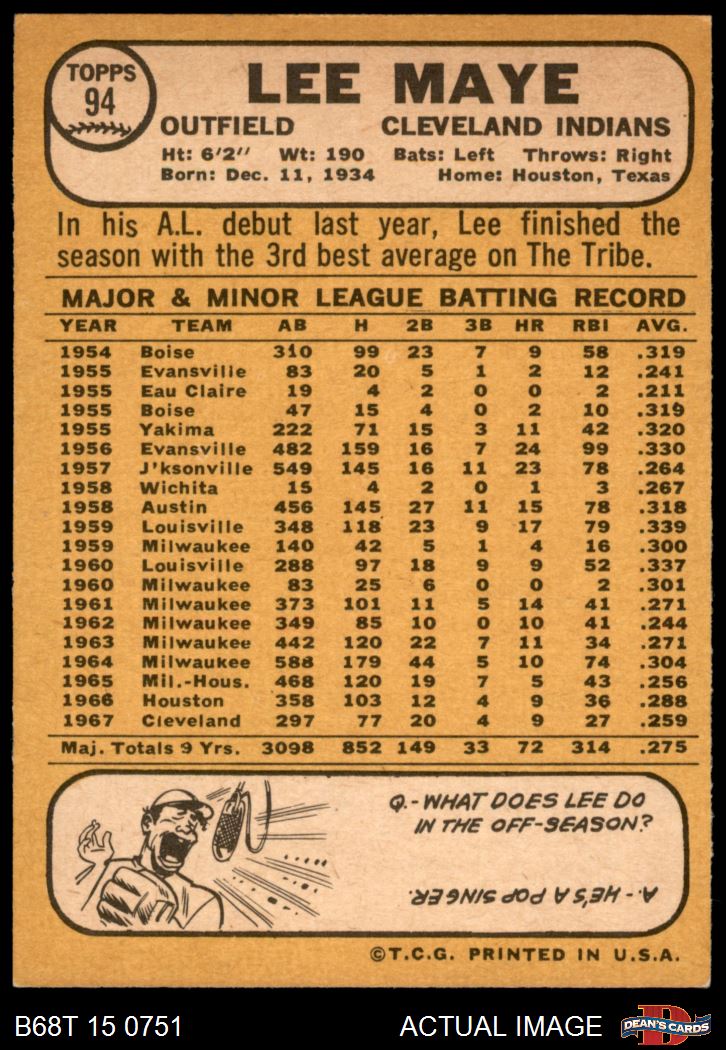 TOPPS
94
LEE MAYE
OUTFIELD CLEVELAND INDIANS
Ht: 6'2" Wt: 190 Bats: Left Throws: Right
Born: Dec. 11, 1934 Home: Houston, Texas
In his A.L. debut last year, Lee finished the
season with the 3rd best average on The Tribe.
MAJOR & MINOR LEAGUE BATTING RECORD
YEAR TEAM AB H 2B 3B HR RBI AVG.
1954 Boise 310 99 23 7 9 58 .319
1955 Evansville 83 20 5 1 2 12 .241
1955 Eau Claire 19 4 2 0 0 2 .211
1955 Boise 47 15 4 0 2 10 .319
1955 Yakima 222 71 15 3 11 42 .320
1956 Evansville 482 159 16 7 24 99 .330
1957 J'ksonville 549 145 16 11 23 78 .264
1958 Wichita 15 4 2 0 1 3 .267
1958 Austin 456 145 27 11 15 78 .318
1959 Louisville 348 118 23 9 17 79 .339
1959 Milwaukee 140 42 5 1 4 16 .300
1960 Louisville 288 97 18 9 9 52 .337
1960 Milwaukee 83 25 6 0 0 2 .301
1961 Milwaukee 373 101 11 5 14 41 .271
1962 Milwaukee 349 85 10 0 10 41 .244
1963 Milwaukee 442 120 22 7 11 34 .271
1964 Milwaukee 588 179 44 5 10 74 .304
1965 Mil.-Hous. 468 120 19 7 5 43 .256
1966 Houston 358 103 12 4 9 36 .288
1967 Cleveland 297 77 20 4 9 27 .259
Maj. Totals 9 Yrs. 3098 852 149 33 72 314 .275
Q.-WHAT DOES LEE DO
IN THE OFF-SEASON?
A.-HE'S A POP SINGER.
©T.C.G. PRINTED IN U.S.A.
B68T 15 0751 ACTUAL IMAGE
D
DEAN'S CARDS